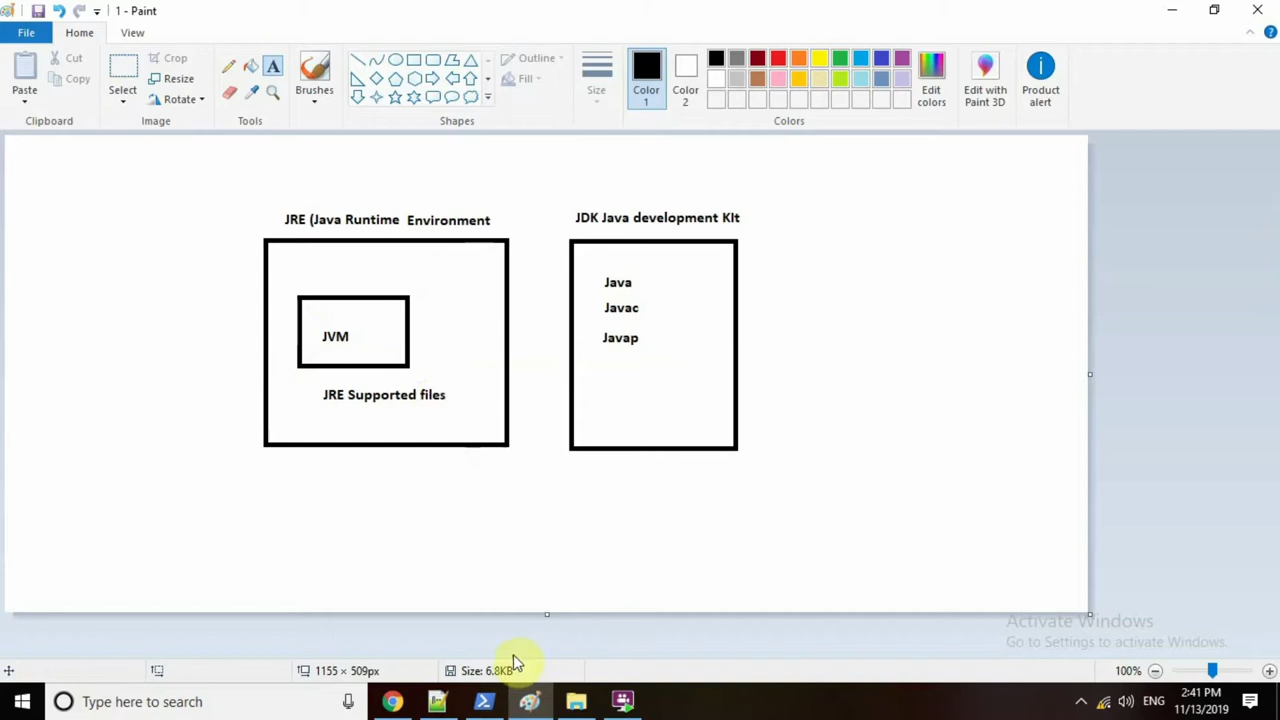 1 - Paint
File
Home
View
Paste
Cut
Copy
Clipboard
Select
Crop
Resize
Rotate
Image
A
Tools
Brushes
Shapes
Outline
Fill
Size
Color
1
Color
2
Colors
Edit
colors
Edit with
Paint 3D
Product
alert
JRE (Java Runtime Environment
JDK Java development KIt
JVM
JRE Supported files
Java
Javac
Javap
Activate Windows
Go to Settings to activate Windows.
1155 × 509px
Size: 6.8KB
100%
Type here to search
ENG
2:41 PM
11/13/2019